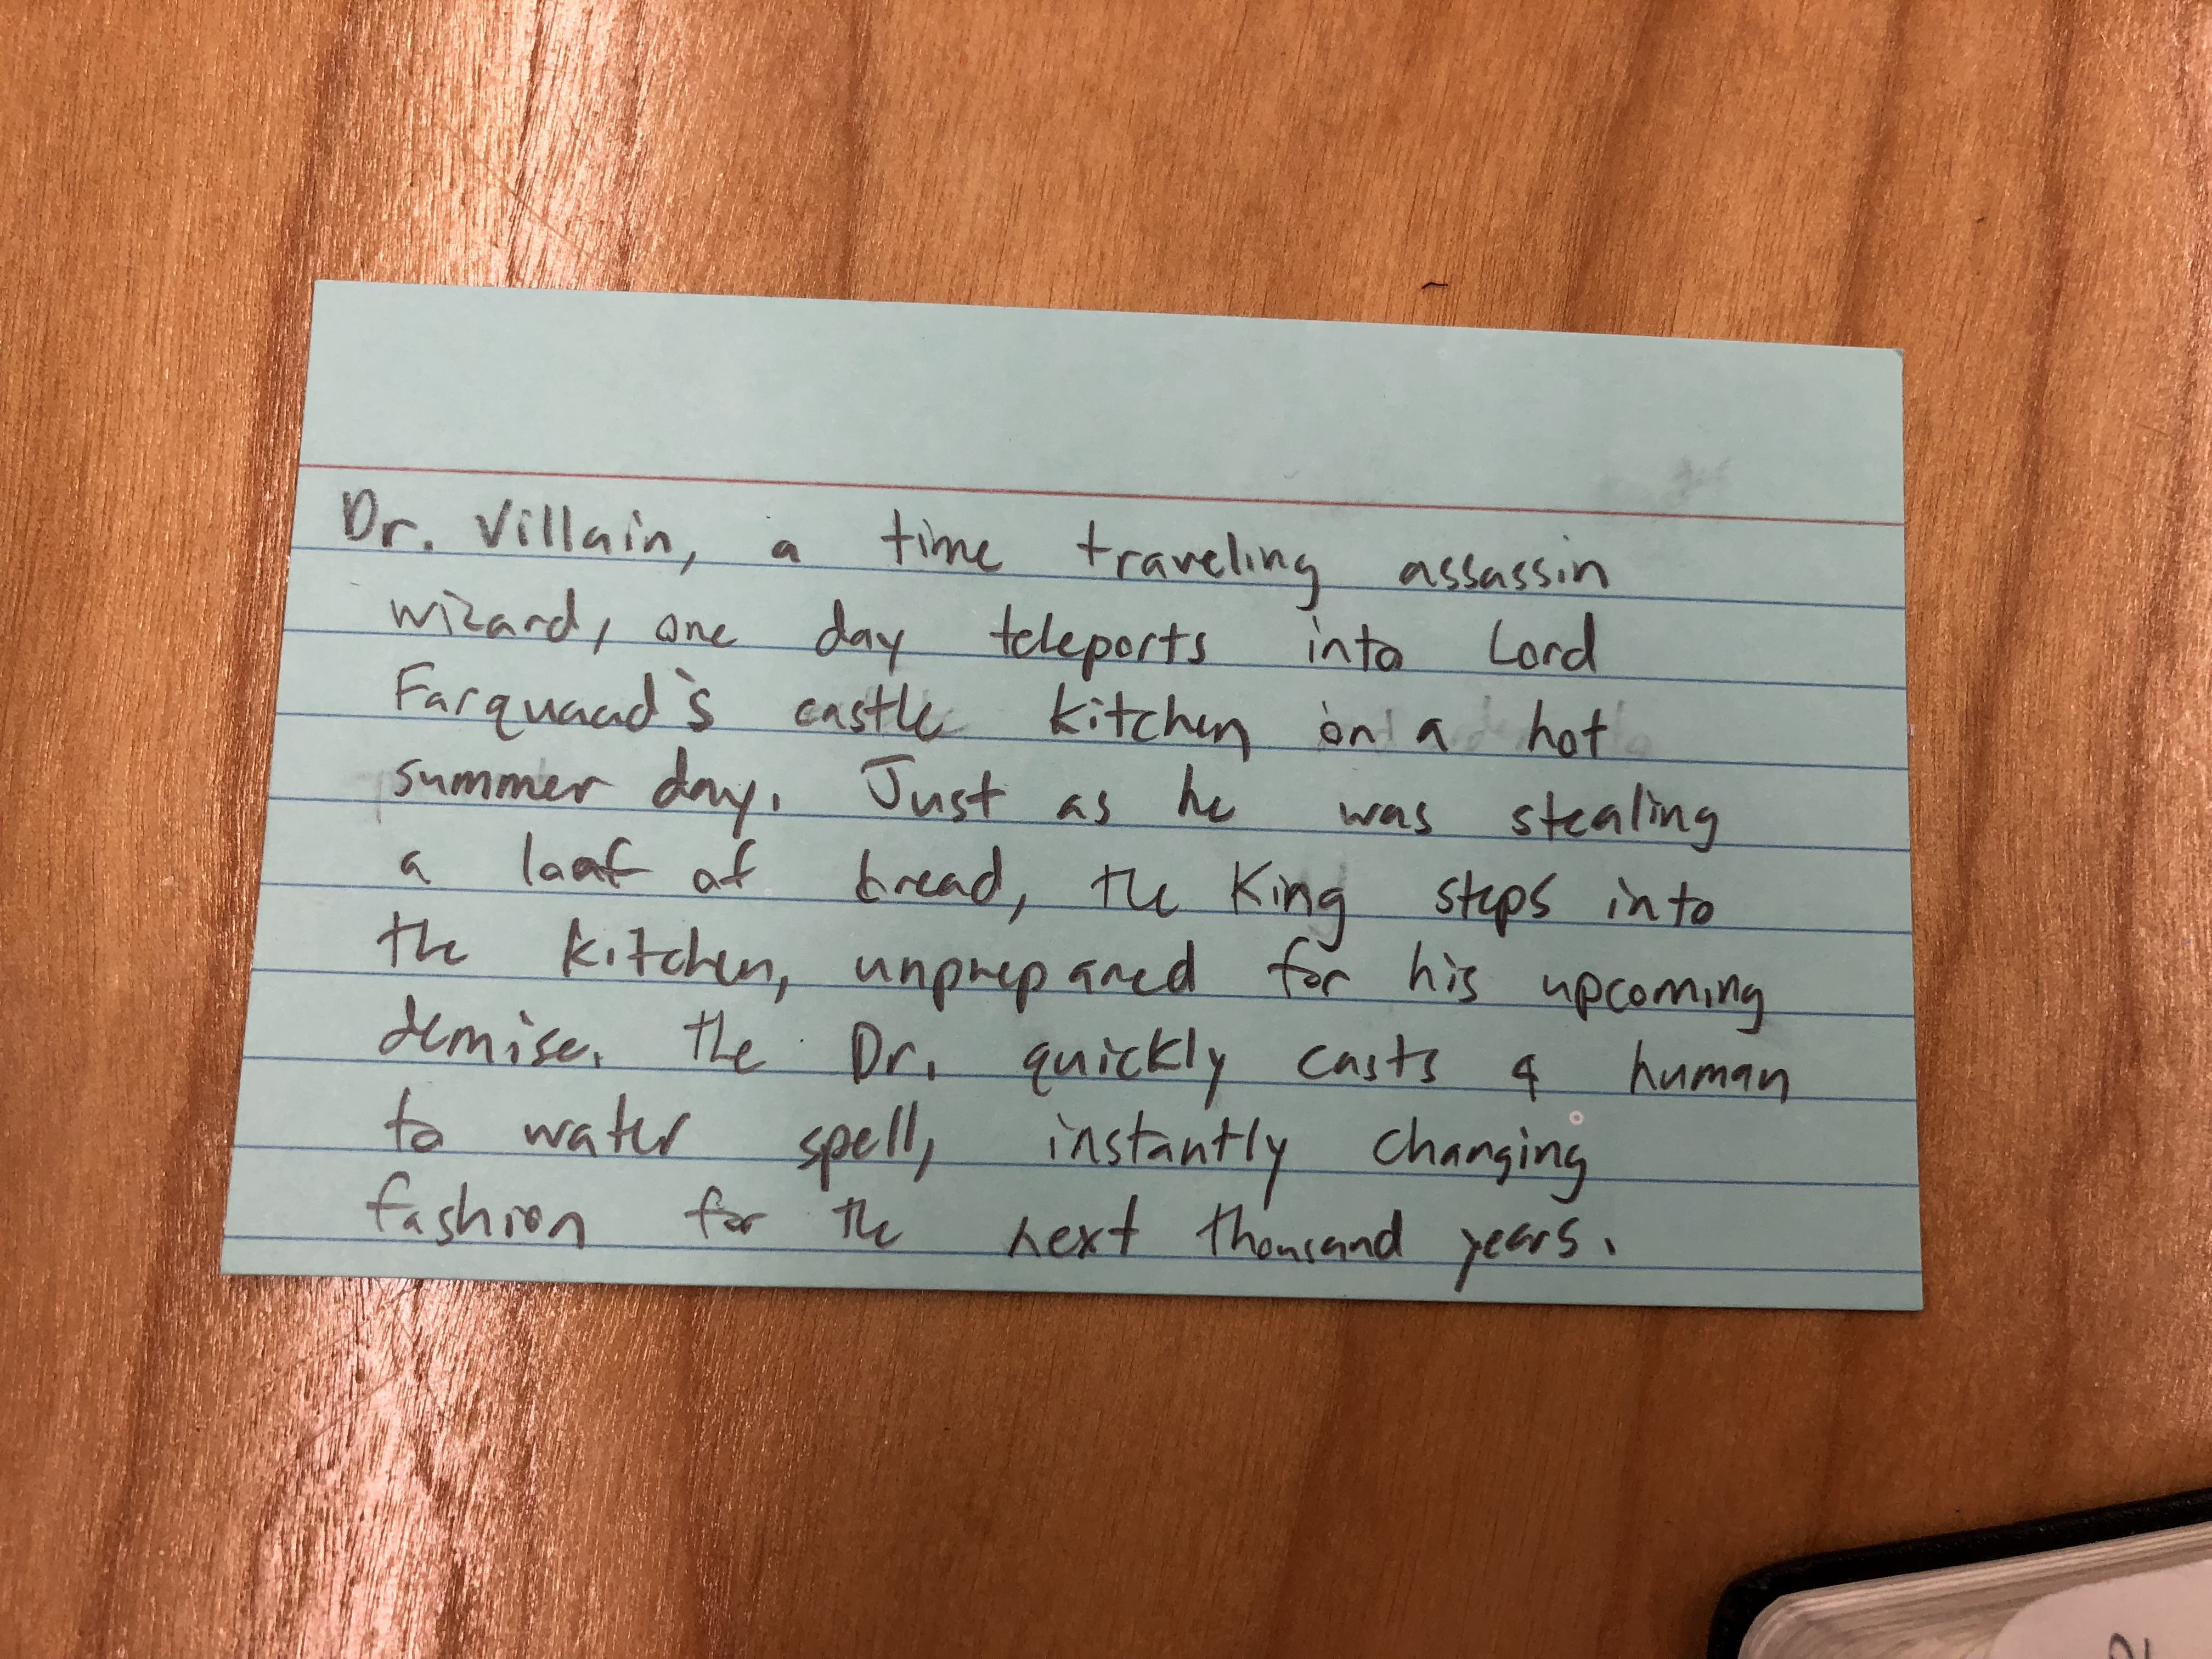 Dr. Villain, a time traveling assassin
wizard, one day teleports into Lord
Farquaad's castle kitchen on a hot
summer day. Just as he was stealing
a loaf of bread, the King steps into
the kitchen, unprepared for his upcoming
demise. The Dr. quickly casts a human
to water spell, instantly changing
fashion for the next thousand years.
2